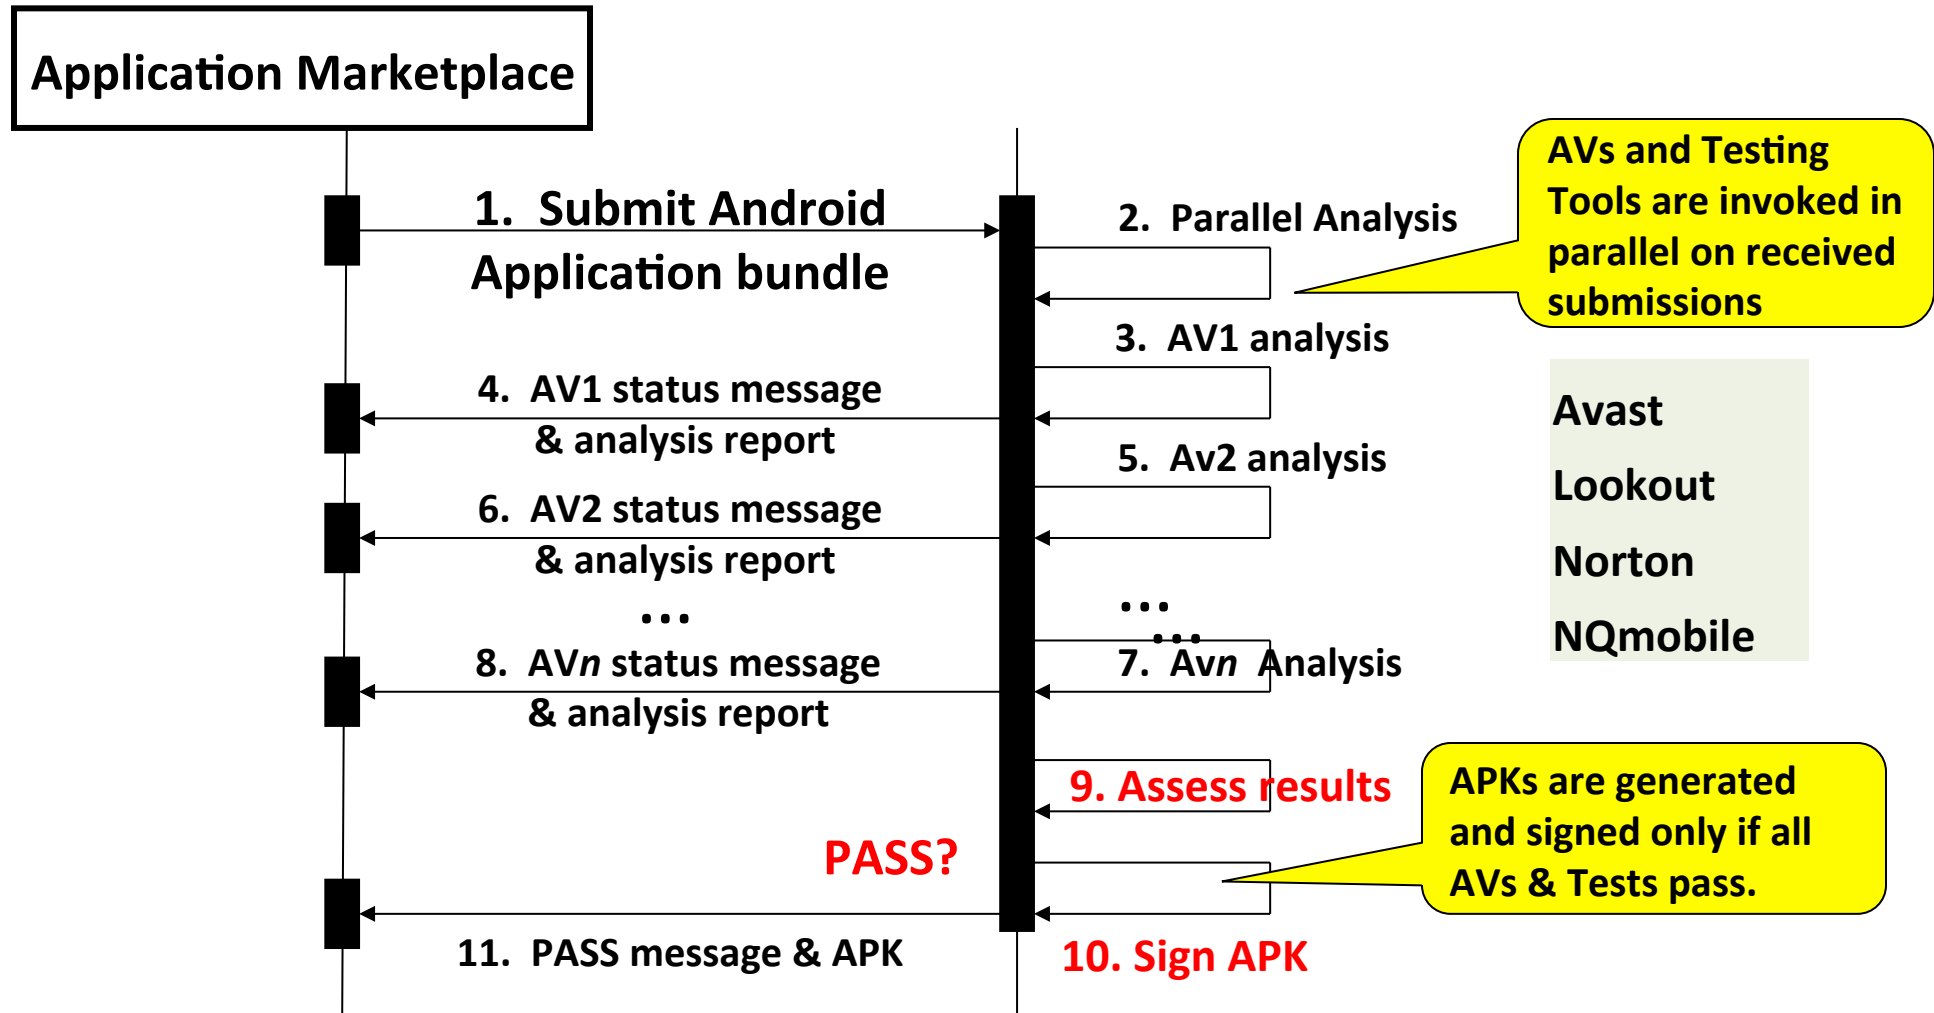 Application Marketplace
1. Submit Android
Application bundle
2. Parallel Analysis
AVs and Testing
Tools are invoked in
parallel on received
submissions
3. AV1 analysis
4. AV1 status message
& analysis report
5. Av2 analysis
6. AV2 status message
& analysis report
...
...
...
7. Avn Analysis
8. AVn status message
& analysis report
Avast
Lookout
Norton
NQmobile
9. Assess results
PASS?
APKs are generated
and signed only if all
AVs & Tests pass.
10. Sign APK
11. PASS message & APK